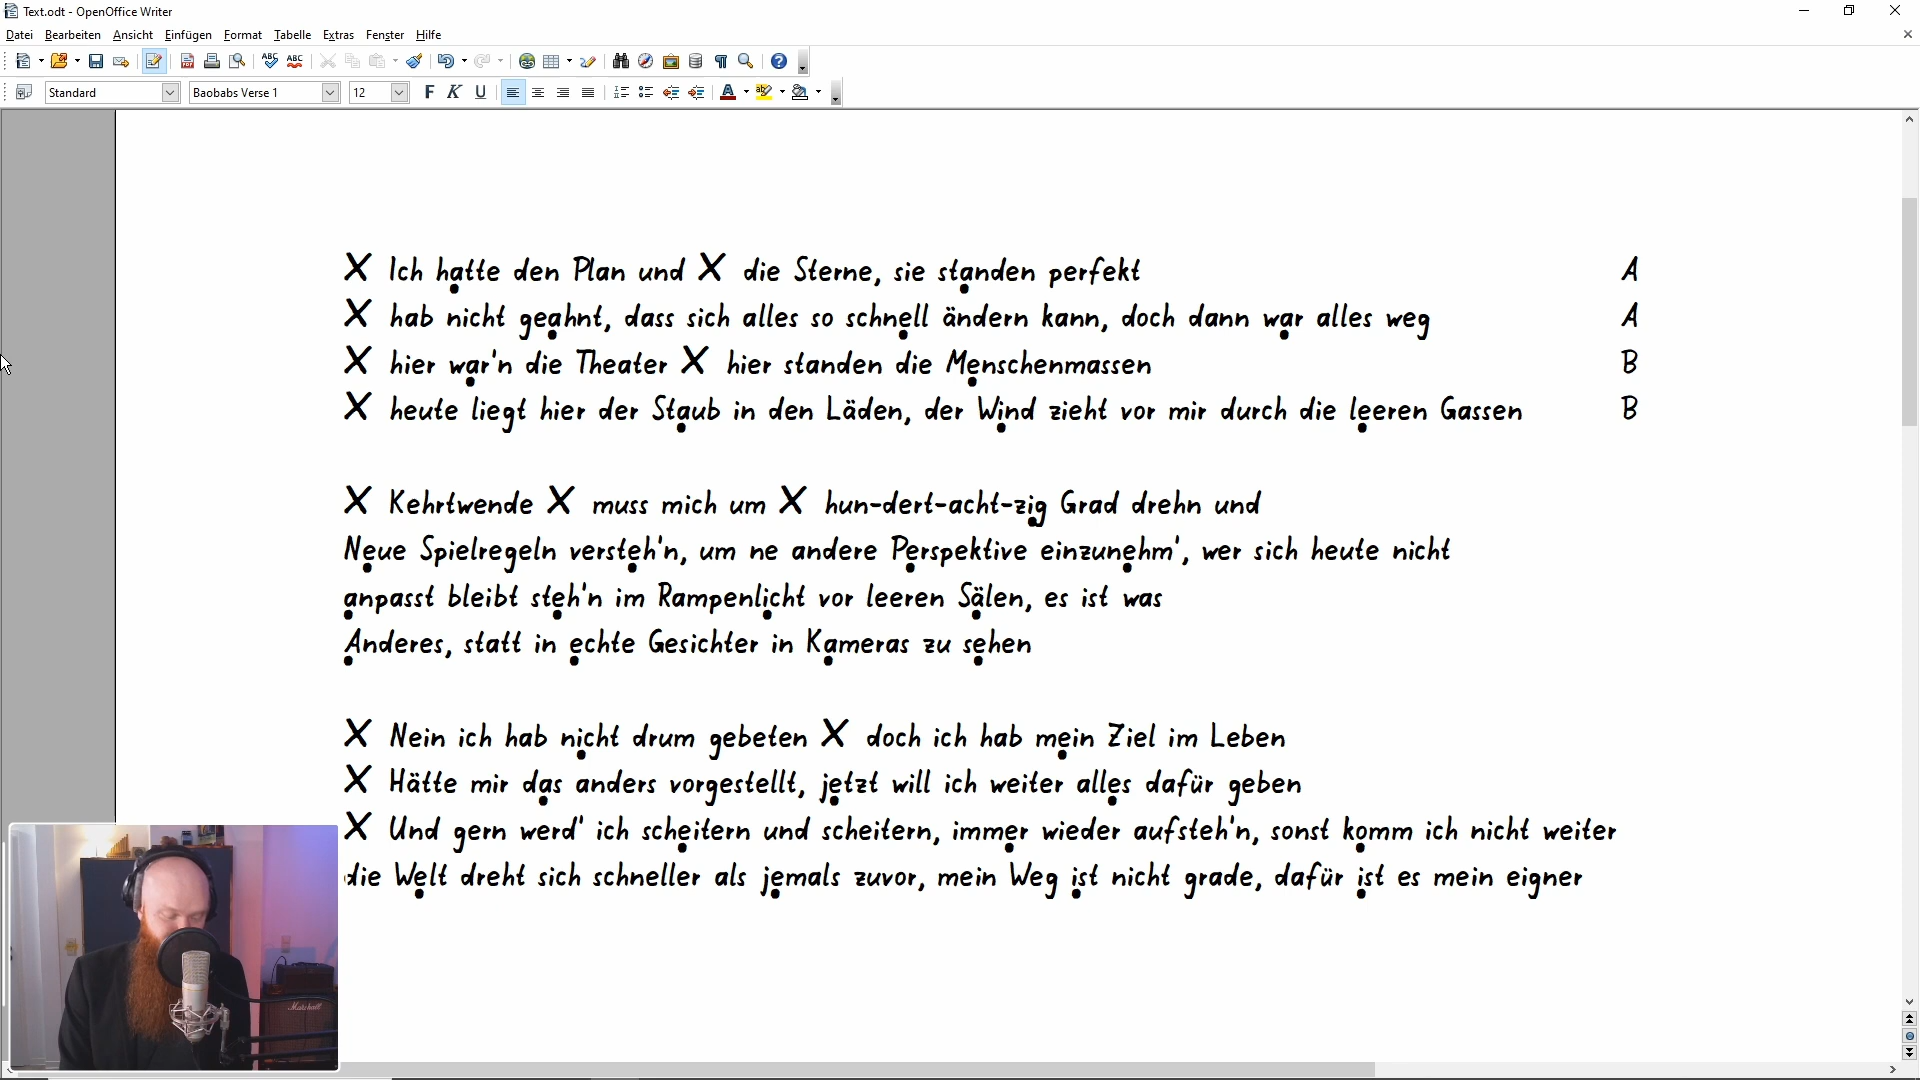 Text.odt - OpenOffice Writer
Datei Bearbeiten Ansicht Einfügen Format Tabelle Extras Fenster Hilfe
Standard Baobabs Verse 1 12 F K U
X Ich hatte den Plan und X die Sterne, sie standen perfekt A
X hab nicht geahnt, dass sich alles so schnell ändern kann, doch dann war alles weg A
X hier war'n die Theater X hier standen die Menschenmassen B
X heute liegt hier der Staub in den Läden, der Wind zieht vor mir durch die leeren Gassen B
X Kehrtwende X muss mich um X hun-dert-acht-zig Grad drehn und
Neue Spielregeln versteh'n, um ne andere Perspektive einzunehm', wer sich heute nicht
anpasst bleibt steh'n im Rampenlicht vor leeren Sälen, es ist was
Anderes, statt in echte Gesichter in Kameras zu sehen
X Nein ich hab nicht drum gebeten X doch ich hab mein Ziel im Leben
X Hätte mir das anders vorgestellt, jetzt will ich weiter alles dafür geben
X Und gern werd' ich scheitern und scheitern, immer wieder aufsteh'n, sonst komm ich nicht weiter
die Welt dreht sich schneller als jemals zuvor, mein Weg ist nicht grade, dafür ist es mein eigner
Marshall